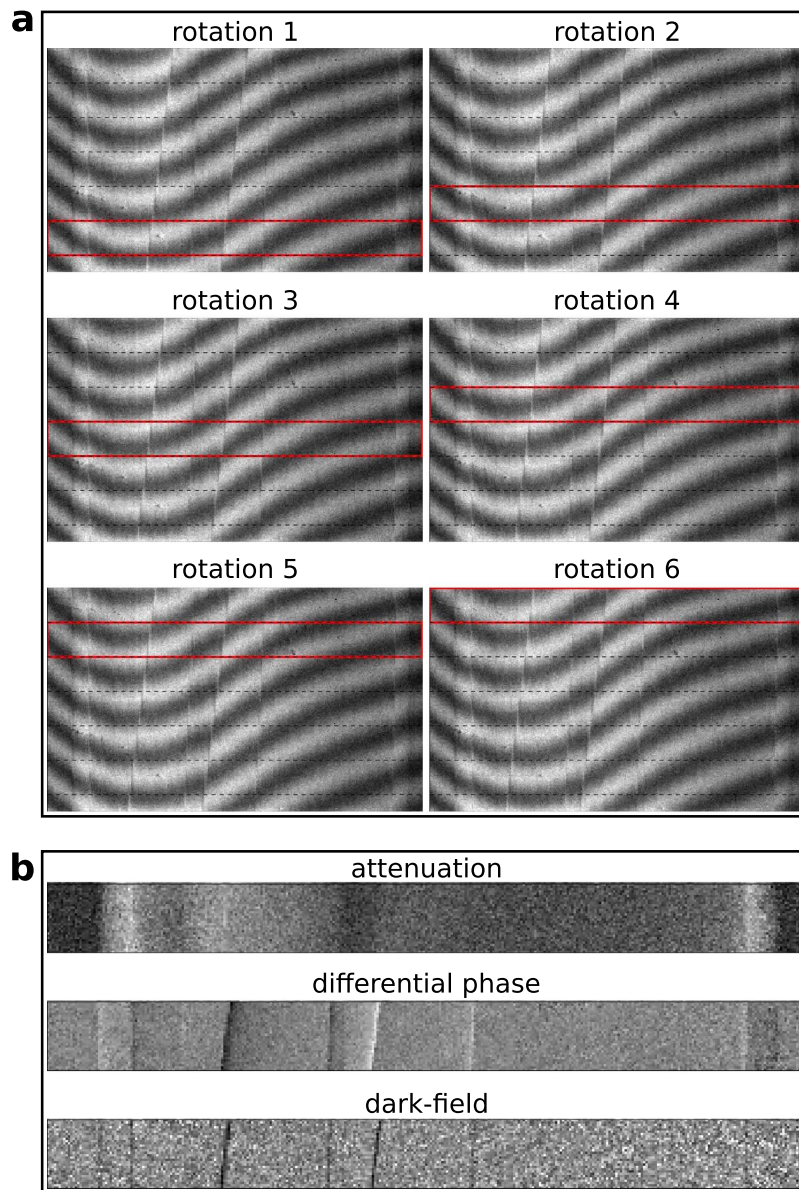 a
rotation 1
rotation 2
rotation 3
rotation 4
rotation 5
rotation 6
b
attenuation
differential phase
dark-field